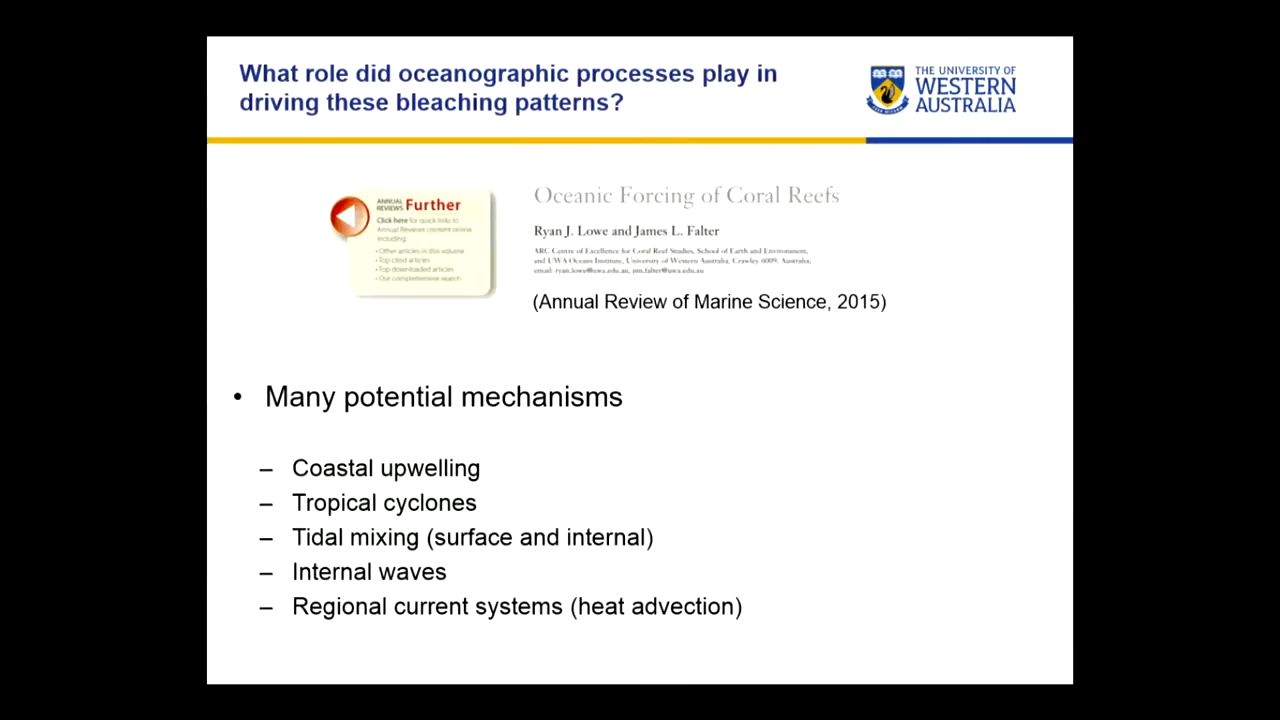 What role did oceanographic processes play in
driving these bleaching patterns?
THE UNIVERSITY OF
WESTERN
AUSTRALIA
ANNUAL
REVIEWS Further
Click here for quick links to
Annual Reviews content online,
including:
• Other articles in this volume
• Top cited articles
• Top downloaded articles
• Our comprehensive search
Oceanic Forcing of Coral Reefs
Ryan J. Lowe and James L. Falter
ARC Centre of Excellence for Coral Reef Studies, School of Earth and Environment,
and UWA Oceans Institute, University of Western Australia, Crawley 6009, Australia;
email: ryan.lowe@uwa.edu.au, jim.falter@uwa.edu.au
(Annual Review of Marine Science, 2015)
• Many potential mechanisms
– Coastal upwelling
– Tropical cyclones
– Tidal mixing (surface and internal)
– Internal waves
– Regional current systems (heat advection)